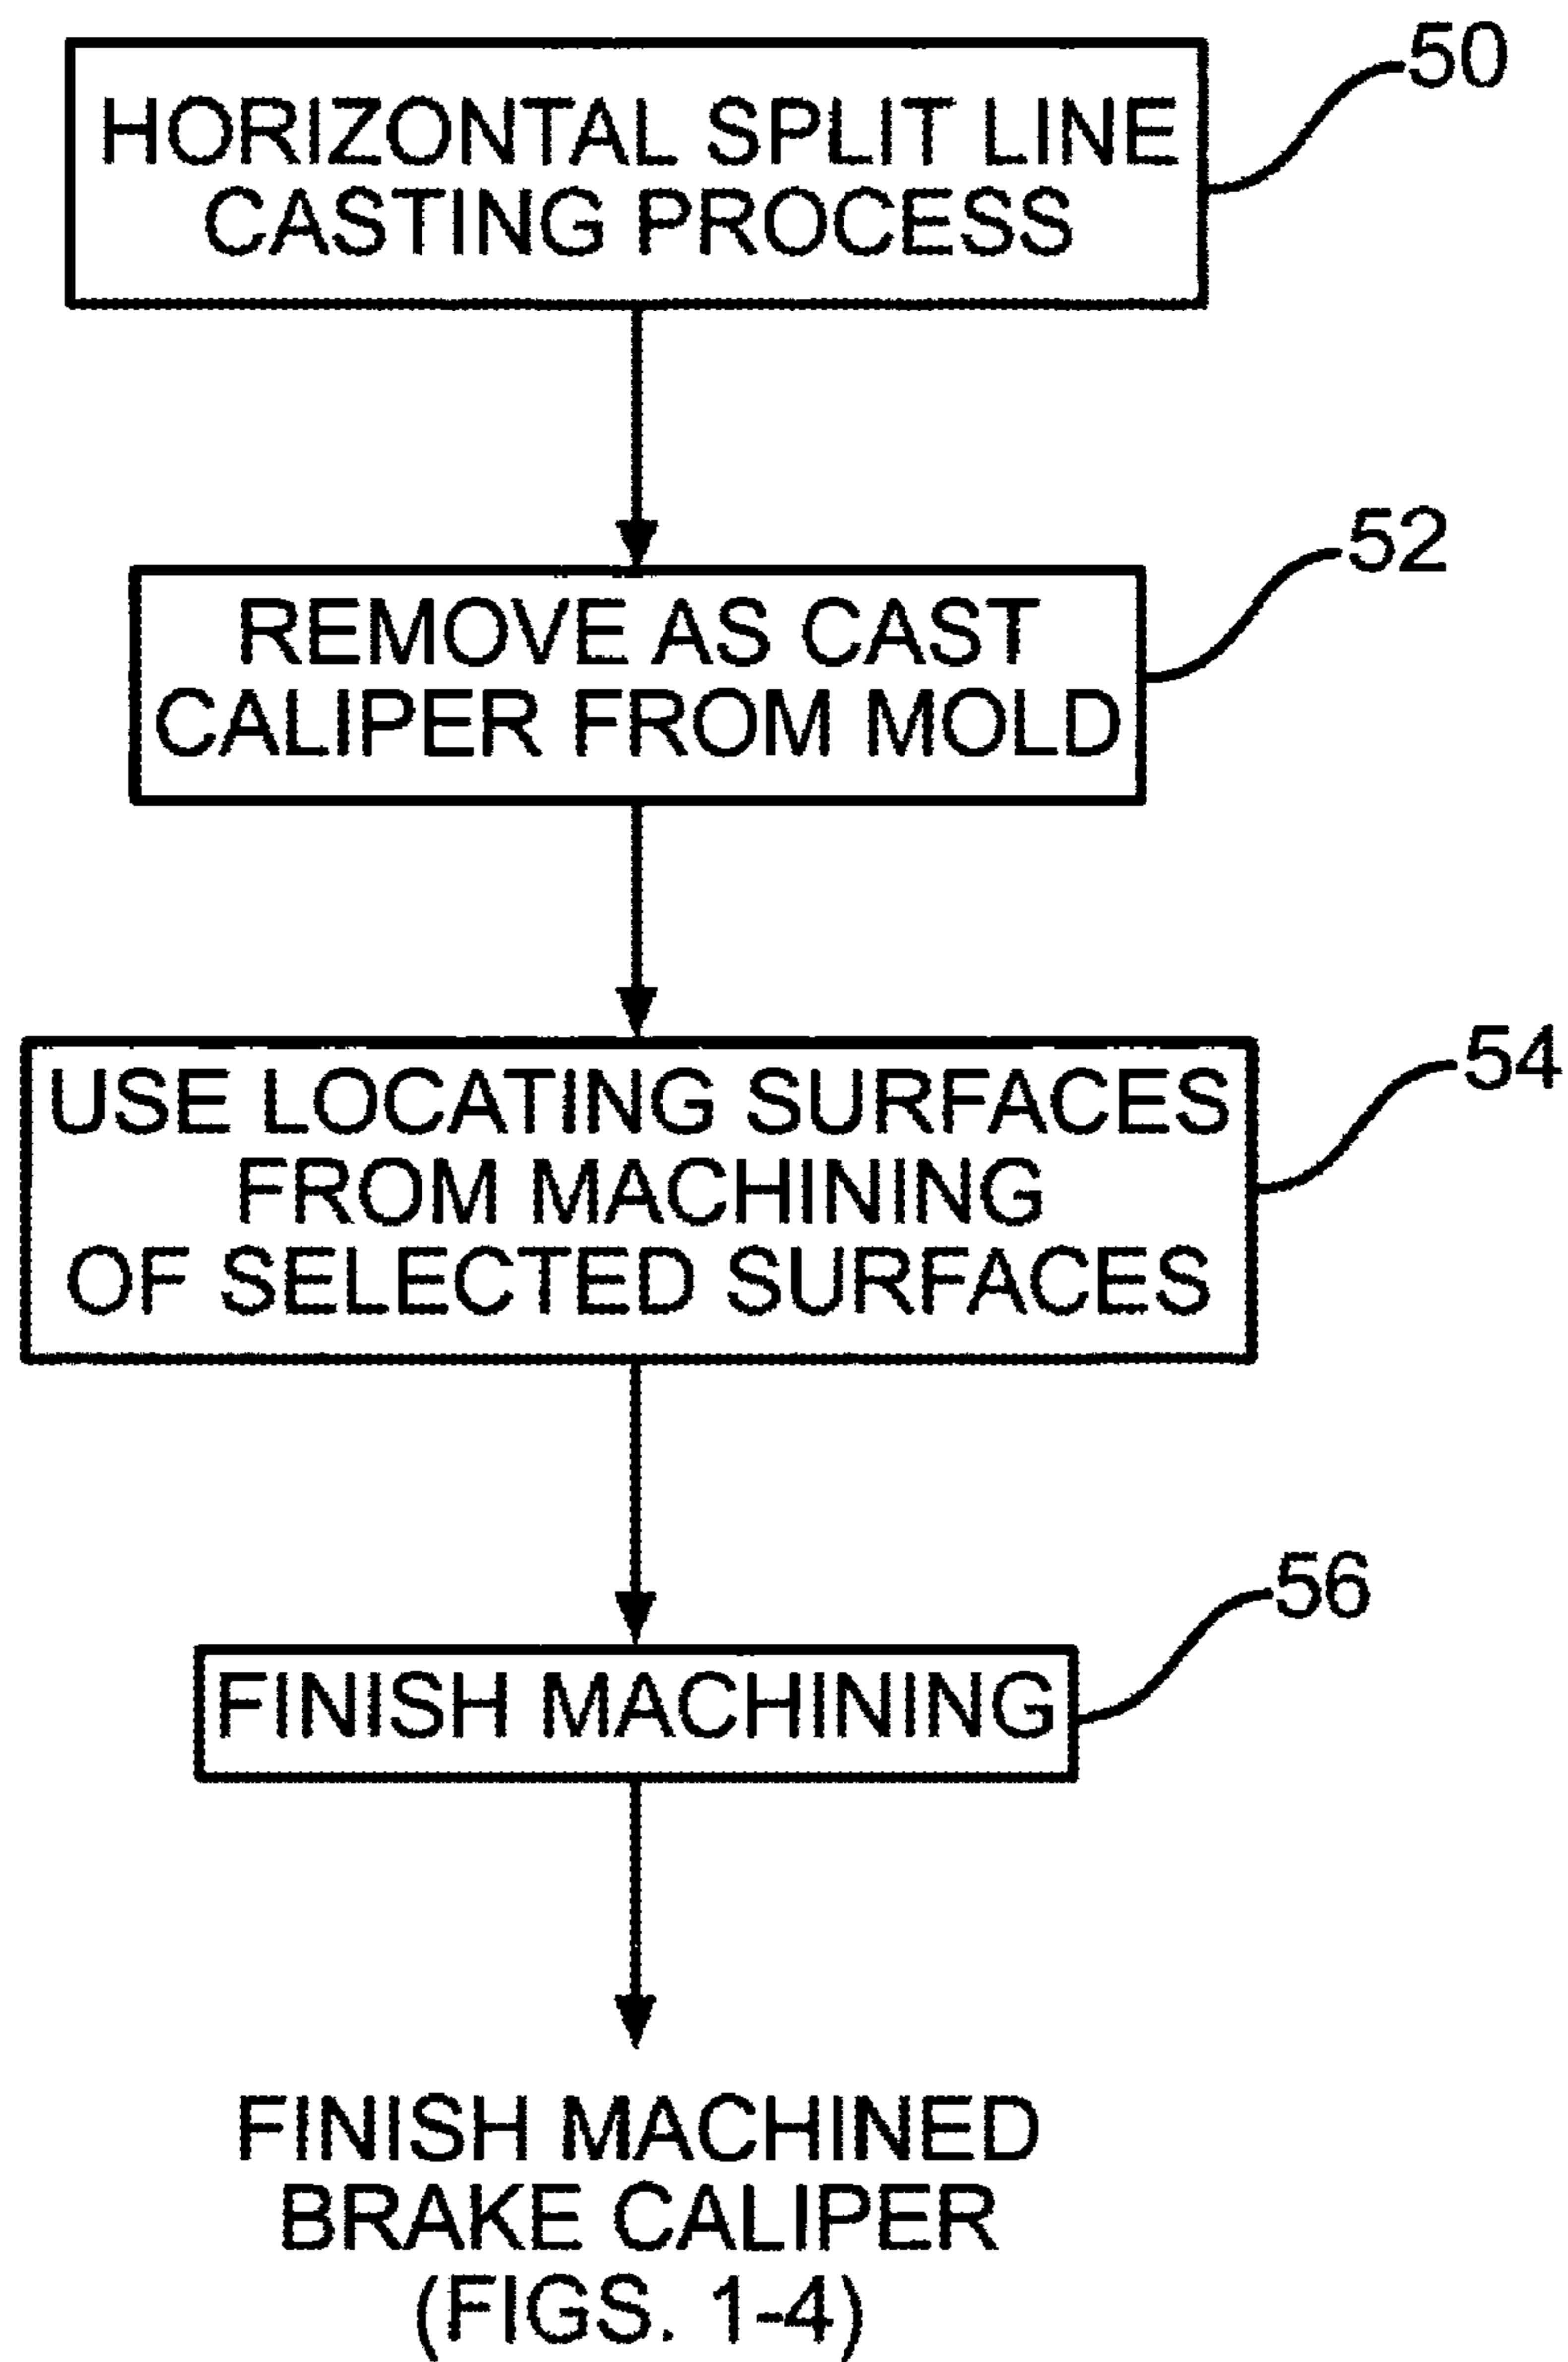 50
HORIZONTAL SPLIT LINE
CASTING PROCESS
52
REMOVE AS CAST
CALIPER FROM MOLD
54
USE LOCATING SURFACES
FROM MACHINING
OF SELECTED SURFACES
56
FINISH MACHINING
FINISH MACHINED
BRAKE CALIPER
(FIGS. 1-4)